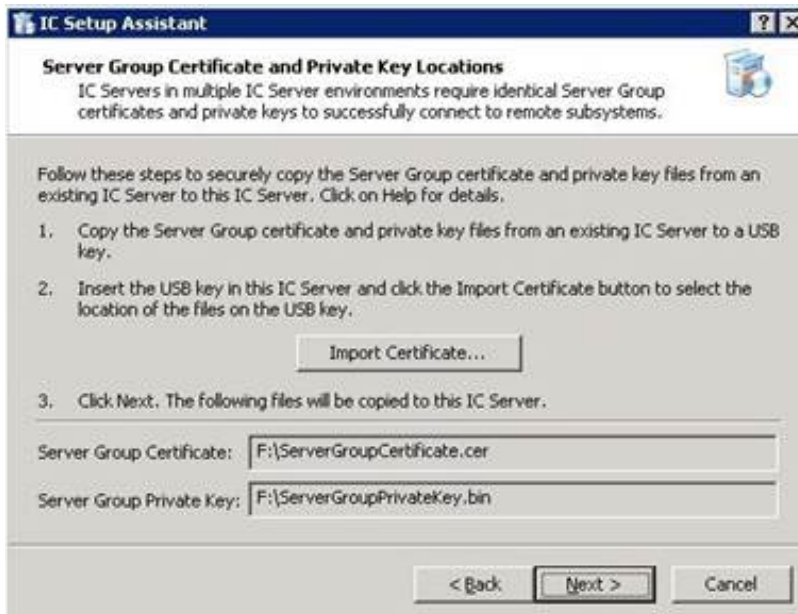 IC Setup Assistant
Server Group Certificate and Private Key Locations
IC Servers in multiple IC Server environments require identical Server Group
certificates and private keys to successfully connect to remote subsystems.
Follow these steps to securely copy the Server Group certificate and private key files from an
existing IC Server to this IC Server. Click on Help for details.
1. Copy the Server Group certificate and private key files from an existing IC Server to a USB
key.
2. Insert the USB key in this IC Server and click the Import Certificate button to select the
location of the files on the USB key.
Import Certificate...
3. Click Next. The following files will be copied to this IC Server.
Server Group Certificate: F:\ServerGroupCertificate.cer
Server Group Private Key: F:\ServerGroupPrivateKey.bin
< Back Next > Cancel